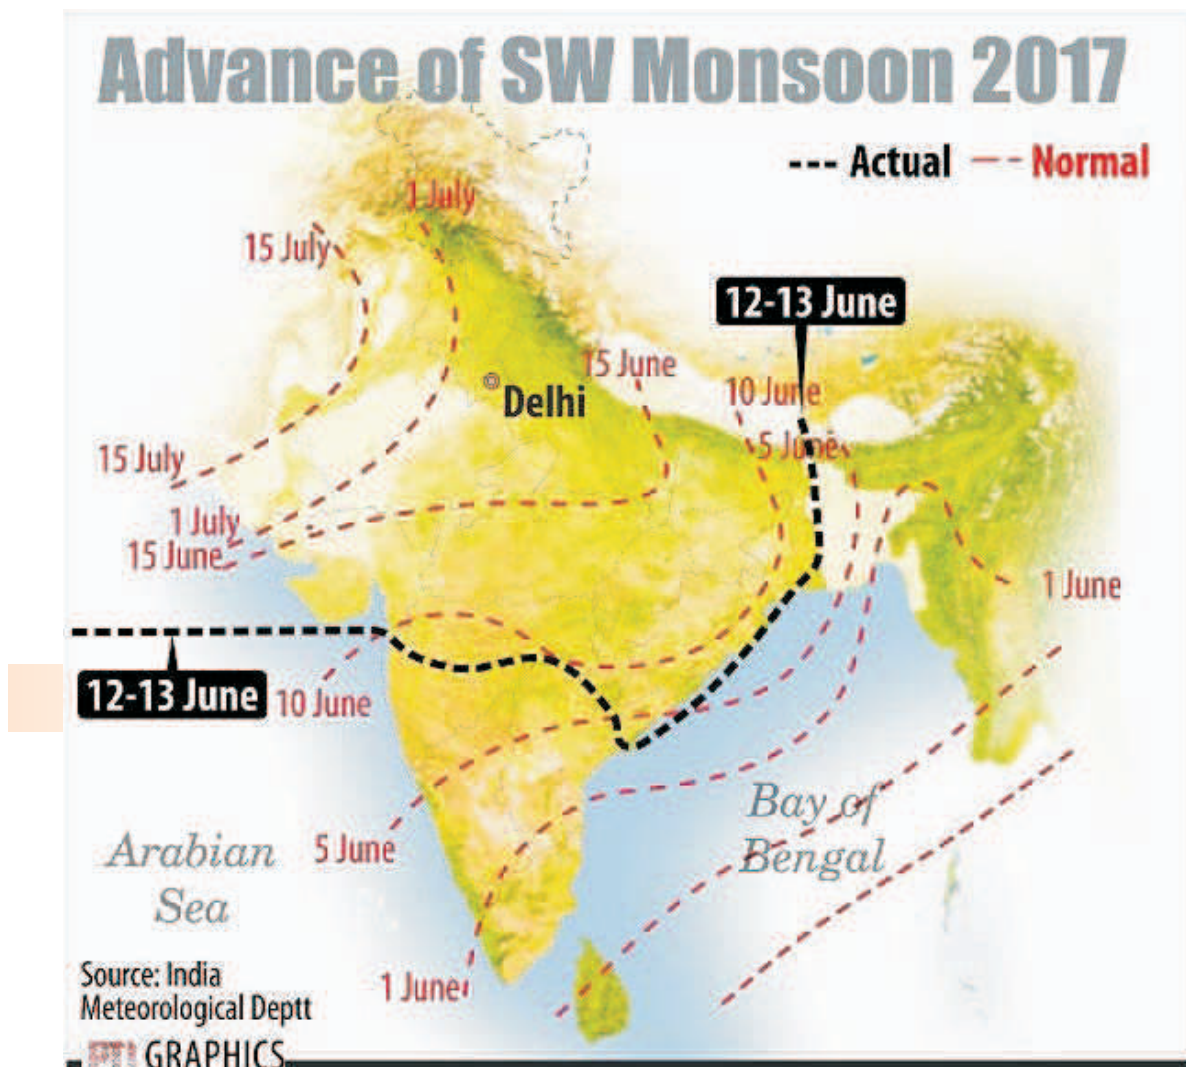 Advance of SW Monsoon 2017
Actual
Normal
1 July
15 July
12-13 June
15 June
10 June
Delhi
5 June
15 July
1 July
15 June
1 June
12-13 June
10 June
Bay of
Bengal
Arabian
Sea
5 June
1 June
Source: India
Meteorological Deptt
PTI GRAPHICS